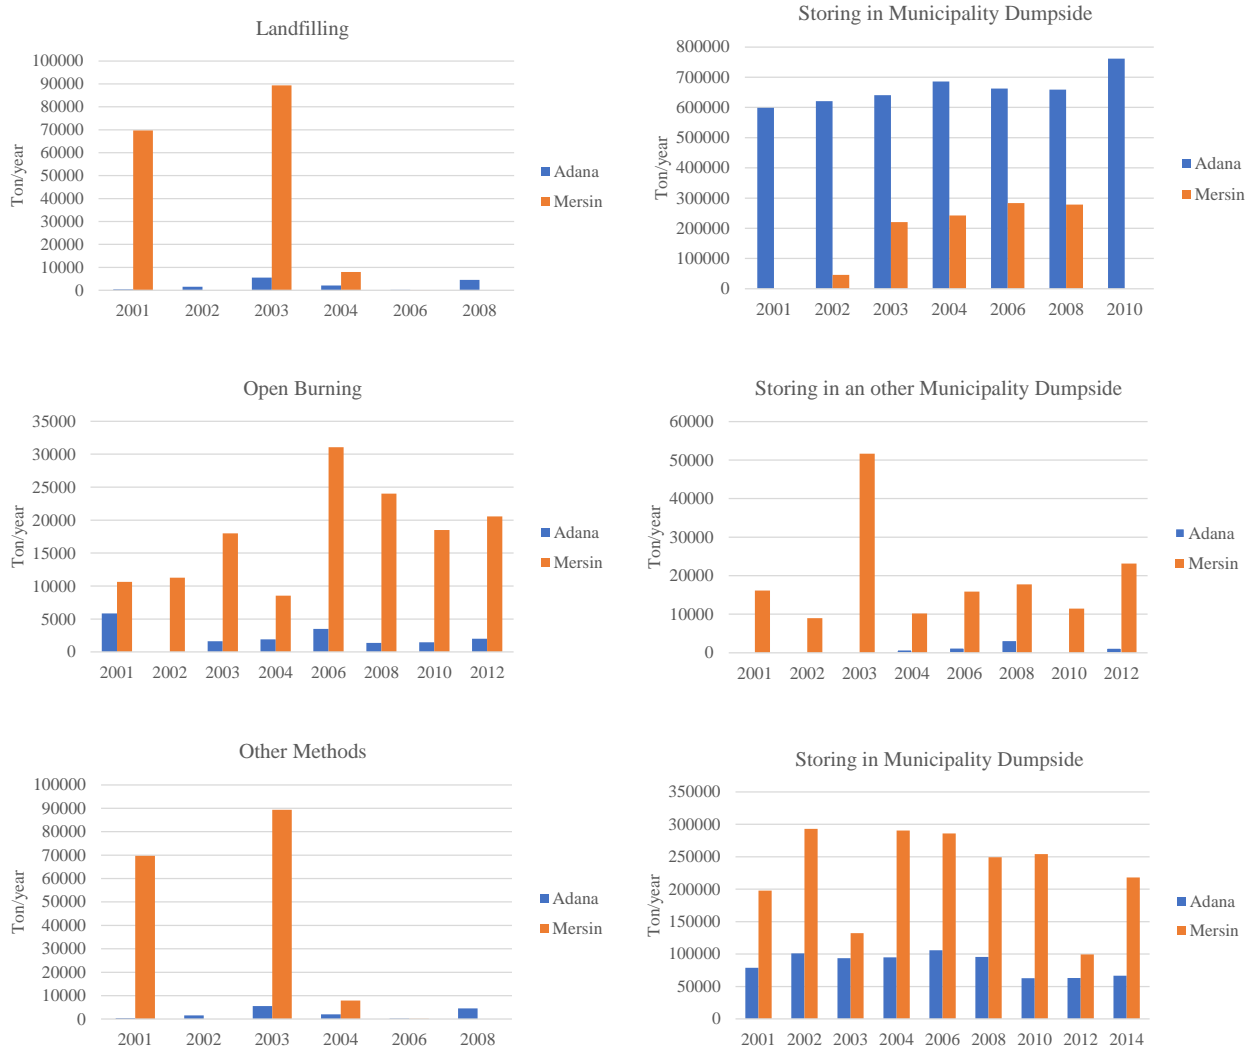 Landfilling
100000
90000
80000
70000
60000
50000
40000
30000
20000
10000
0
Ton/year
2001 2002 2003 2004 2006 2008
Adana
Mersin
Storing in Municipality Dumpside
800000
700000
600000
500000
400000
300000
200000
100000
0
Ton/year
2001 2002 2003 2004 2006 2008 2010
Adana
Mersin
Open Burning
35000
30000
25000
20000
15000
10000
5000
0
Ton/year
2001 2002 2003 2004 2006 2008 2010 2012
Adana
Mersin
Storing in an other Municipality Dumpside
60000
50000
40000
30000
20000
10000
0
Ton/year
2001 2002 2003 2004 2006 2008 2010 2012
Adana
Mersin
Other Methods
100000
90000
80000
70000
60000
50000
40000
30000
20000
10000
0
Ton/year
2001 2002 2003 2004 2006 2008
Adana
Mersin
Storing in Municipality Dumpside
350000
300000
250000
200000
150000
100000
50000
0
Ton/year
2001 2002 2003 2004 2006 2008 2010 2012 2014
Adana
Mersin